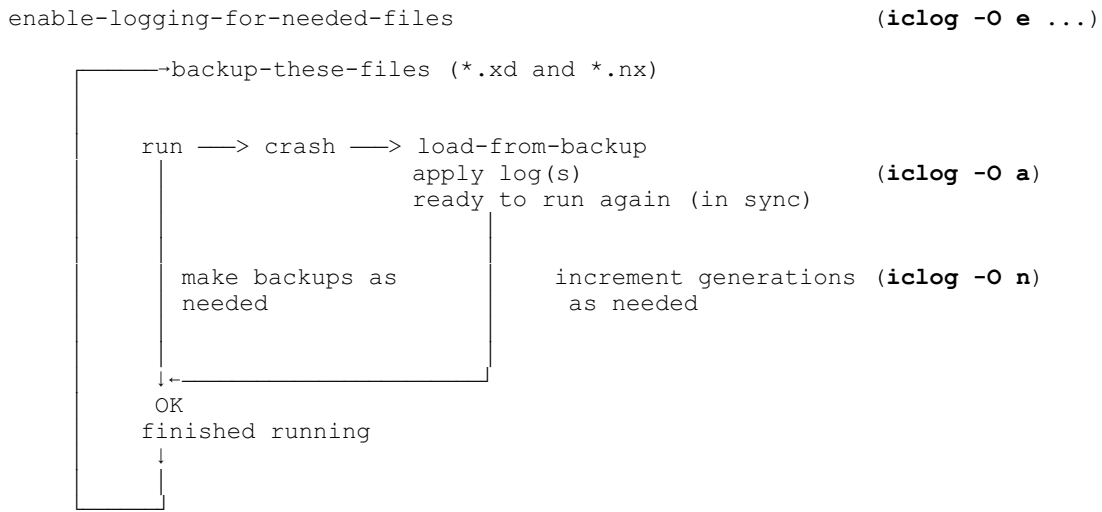 enable-logging-for-needed-files (iclog -O e ...)
→backup-these-files (*.xd and *.nx)
run ——> crash ——> load-from-backup
apply log(s) (iclog -O a)
ready to run again (in sync)
make backups as increment generations (iclog -O n)
needed as needed
OK
finished running